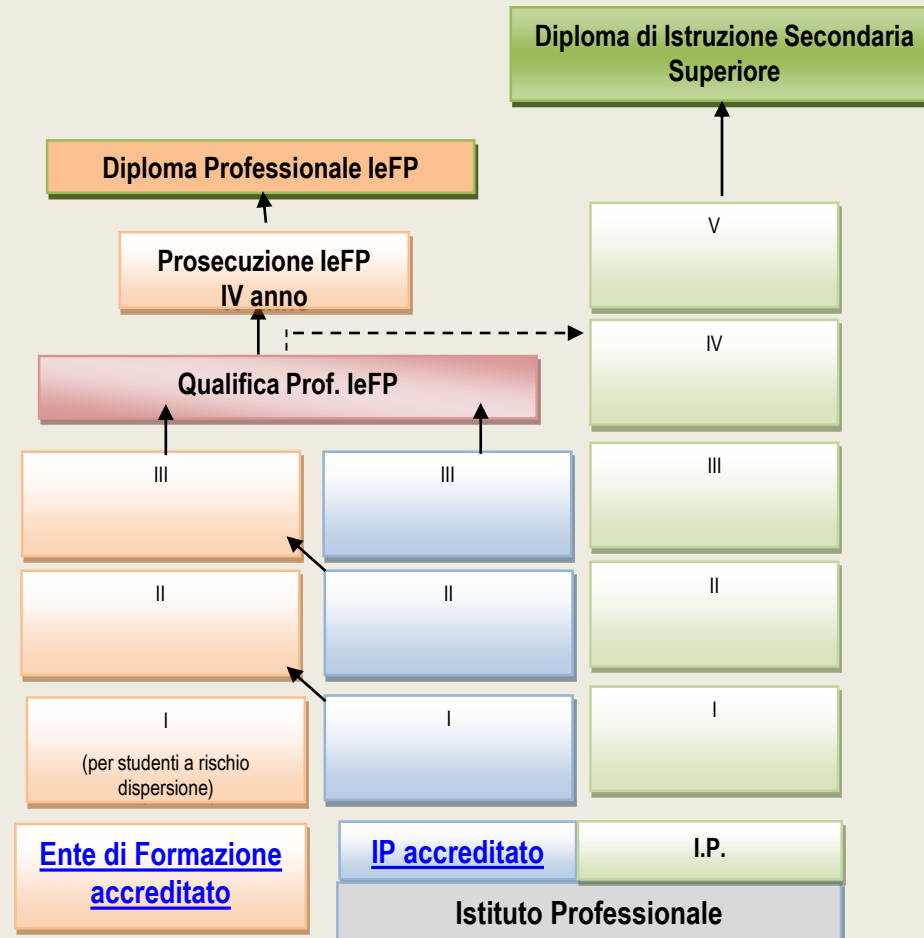 Diploma di Istruzione Secondaria
Superiore
Diploma Professionale IeFP
Prosecuzione IeFP
IV anno
V
IV
Qualifica Prof. IeFP
III
III
III
II
II
II
I
(per studenti a rischio
dispersione)
I
I
Ente di Formazione
accreditato
IP accreditato
I.P.
Istituto Professionale